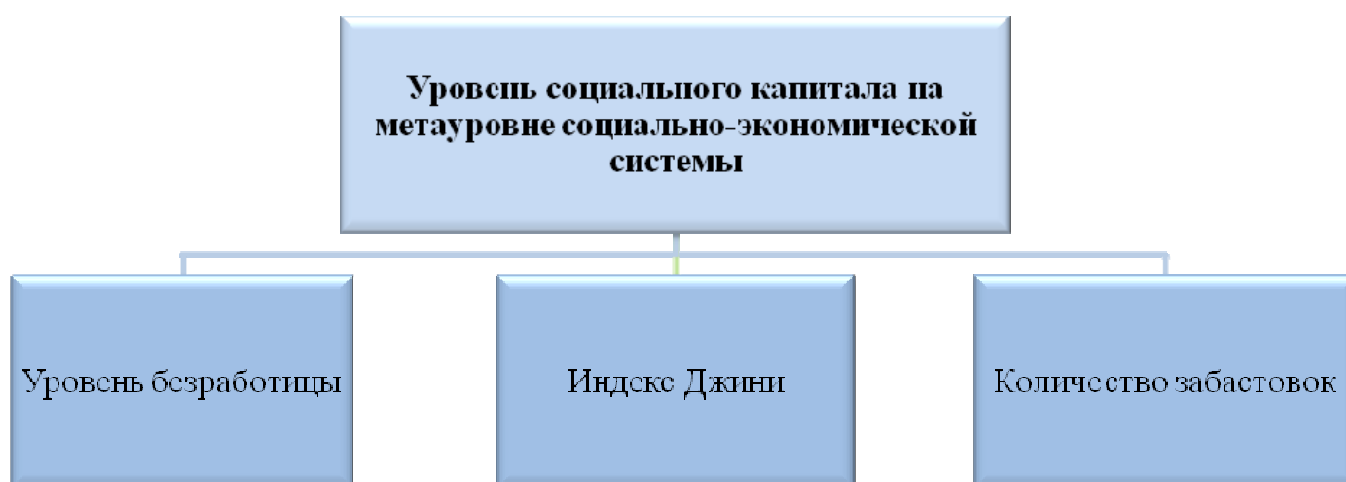 Уровень социального капитала на
метауровне социально-экономической
системы
Уровень безработицы
Индекс Джини
Количество забастовок